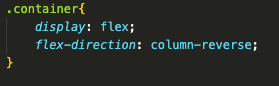 .container{
    display: flex;
    flex-direction: column-reverse;
}